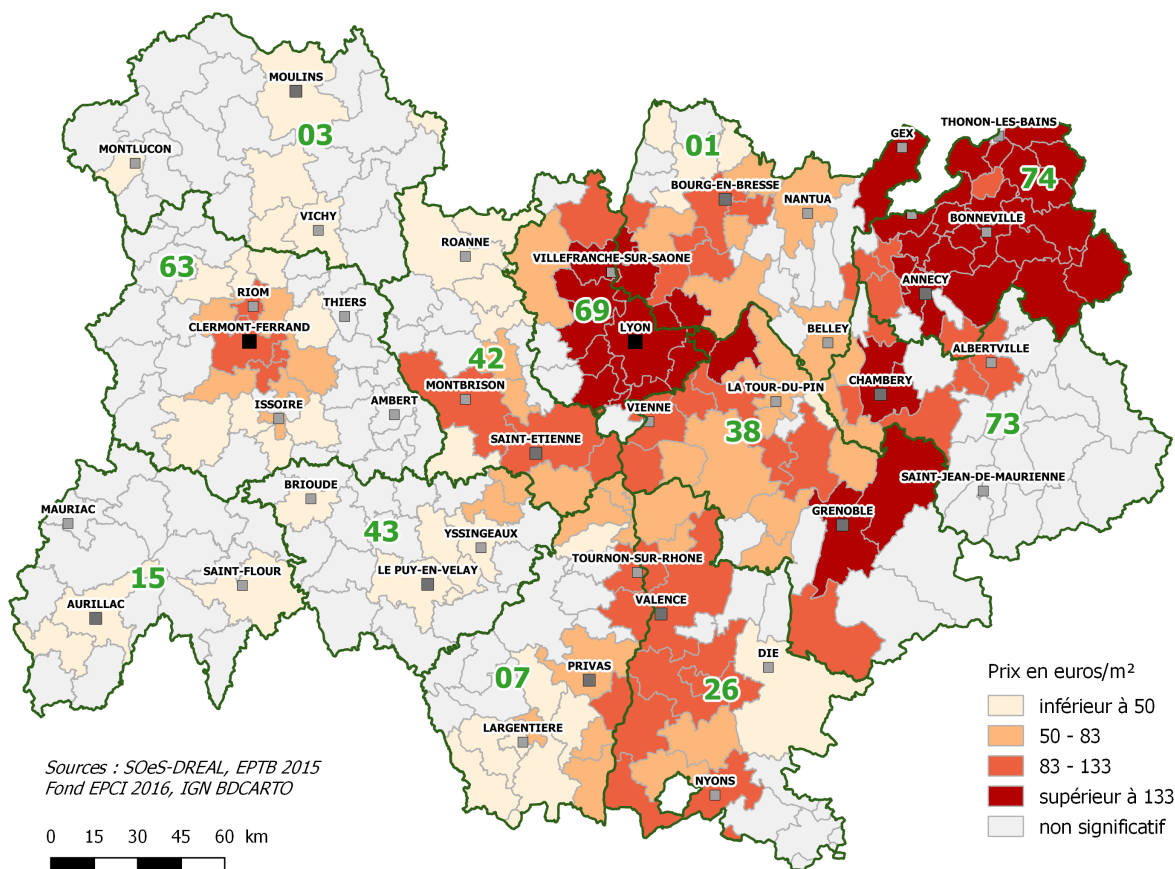 MOULINS
03
MONTLUCON
VICHY
63
RIOM
THIERS
CLERMONT-FERRAND
AMBERT
ISSOIRE
THONON-LES-BAINS
GEX
01
74
BOURG-EN-BRESSE
NANTUA
BONNEVILLE
ROANNE
VILLEFRANCHE-SUR-SAONE
ANNECY
69
LYON
BELLEY
42
ALBERTVILLE
MONTBRISON
LA TOUR-DU-PIN
CHAMBERY
VIENNE
38
73
SAINT-ETIENNE
SAINT-JEAN-DE-MAURIENNE
GRENOBLE
BRIOUDE
MAURIAC
43
YSSINGEAUX
15
SAINT-FLOUR
LE PUY-EN-VELAY
AURILLAC
TOURNON-SUR-RHONE
VALENCE
DIE
PRIVAS
07
26
LARGENTIERE
NYONS
Prix en euros/m²
inférieur à 50
50 - 83
83 - 133
supérieur à 133
non significatif
Sources : SOeS-DREAL, EPTB 2015
Fond EPCI 2016, IGN BDCARTO
0 15 30 45 60 km